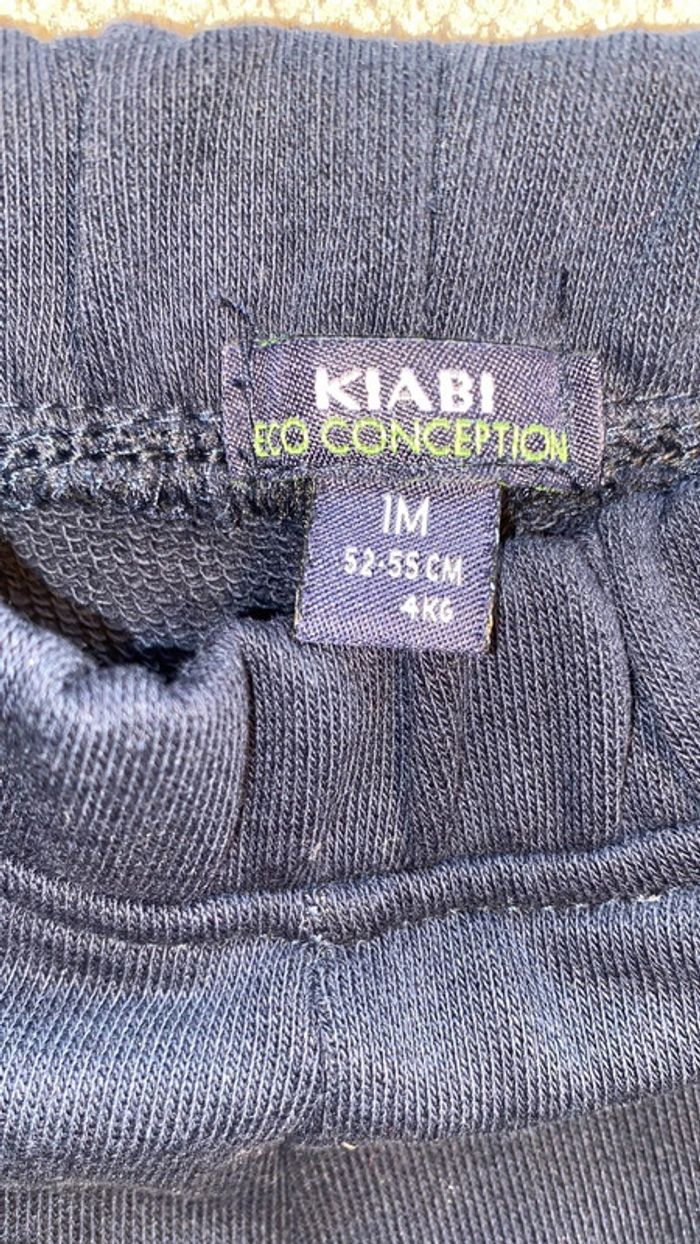 KIABI
ECO CONCEPTION
1M
52-55 CM
4KG